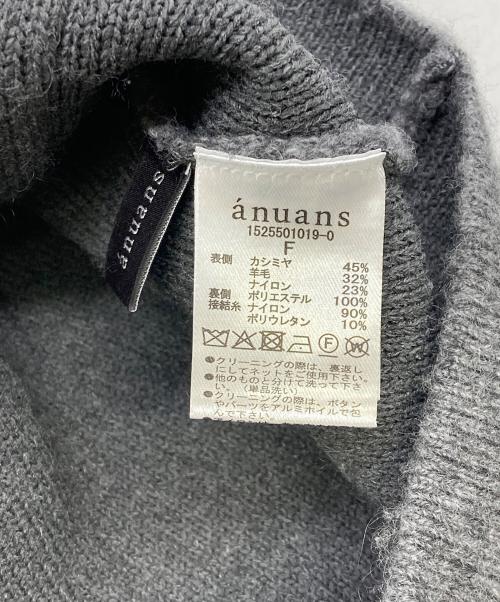 ánuans
ánuans
1525501019-0
F
表側 カシミヤ 45%
羊毛 32%
ナイロン 23%
裏側 ポリエステル 100%
接結糸 ナイロン 90%
ポリウレタン 10%
●クリーニングの際は、裏返し
にしてネットをご使用下さい。
●他のものと分けて洗って下さ
い。（単品洗い）
●クリーニングの際は、ボタン
やパーツをアルミホイルで包
んで下さい。